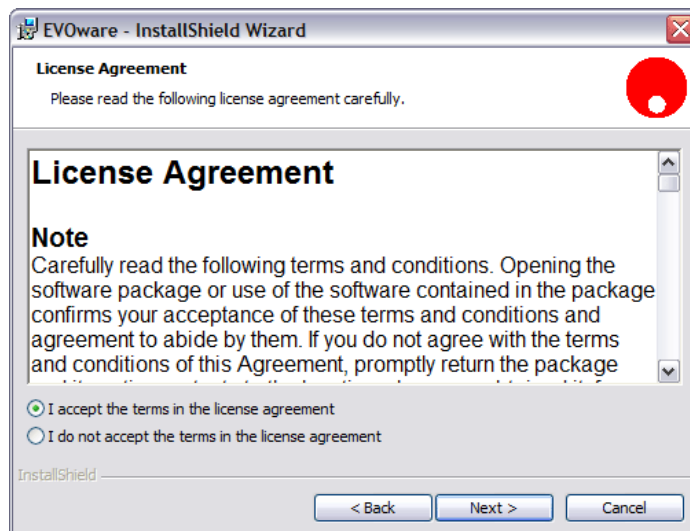 EVOware - InstallShield Wizard
License Agreement
Please read the following license agreement carefully.
License Agreement
Note
Carefully read the following terms and conditions. Opening the
software package or use of the software contained in the package
confirms your acceptance of these terms and conditions and
agreement to abide by them. If you do not agree with the terms
and conditions of this Agreement, promptly return the package
I accept the terms in the license agreement
I do not accept the terms in the license agreement
InstallShield
< Back Next > Cancel